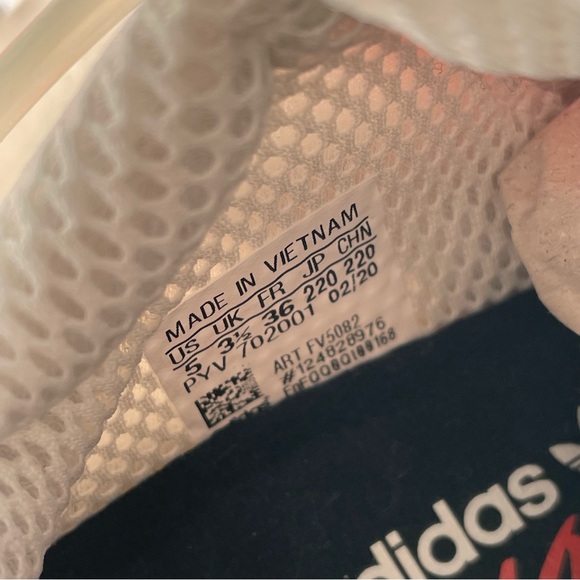 MADE IN VIETNAM
US UK FR JP CHN
5 3½ 36 220 220
PYV 702001 02/20
ART FV5082
#124828976
adidas